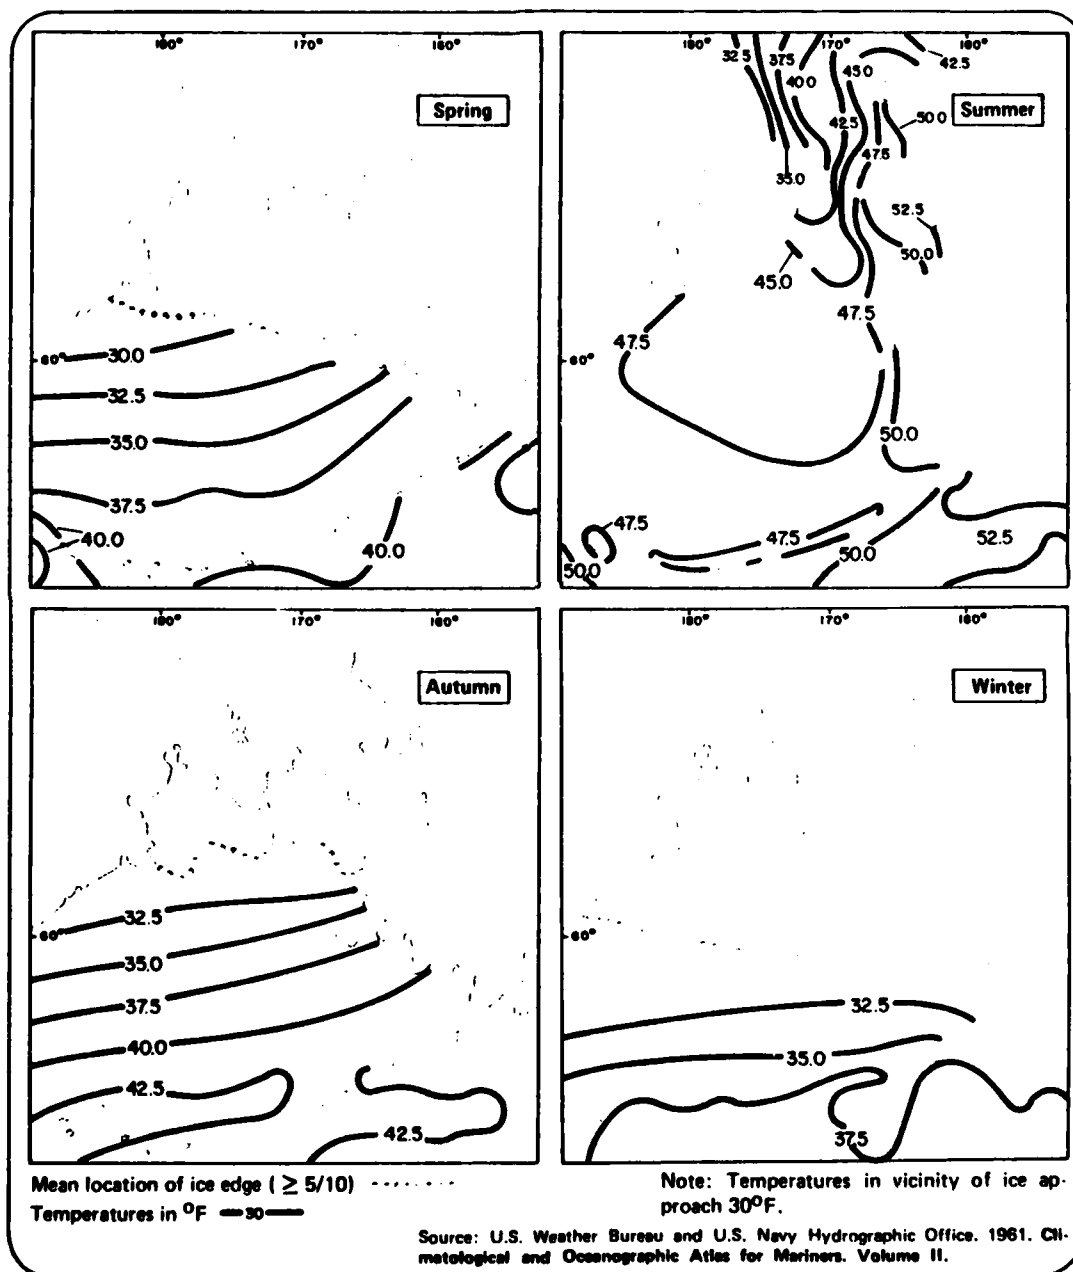 180° 170° 160°
Spring
60°
30.0
32.5
35.0
37.5
40.0
40.0
180° 170° 160°
Summer
32.5
37.5
40.0
45.0
42.5
42.5
50.0
47.5
35.0
52.5
50.0
45.0
47.5
47.5
60°
50.0
47.5
47.5
50.0
52.5
50.0
180° 170° 160°
Autumn
60°
32.5
35.0
37.5
40.0
42.5
42.5
180° 170° 160°
Winter
60°
32.5
35.0
37.5
Mean location of ice edge ( ≥ 5/10)
Temperatures in °F 30
Note: Temperatures in vicinity of ice ap-
proach 30°F.
Source: U.S. Weather Bureau and U.S. Navy Hydrographic Office. 1961. Cli-
matological and Oceanographic Atlas for Mariners. Volume II.